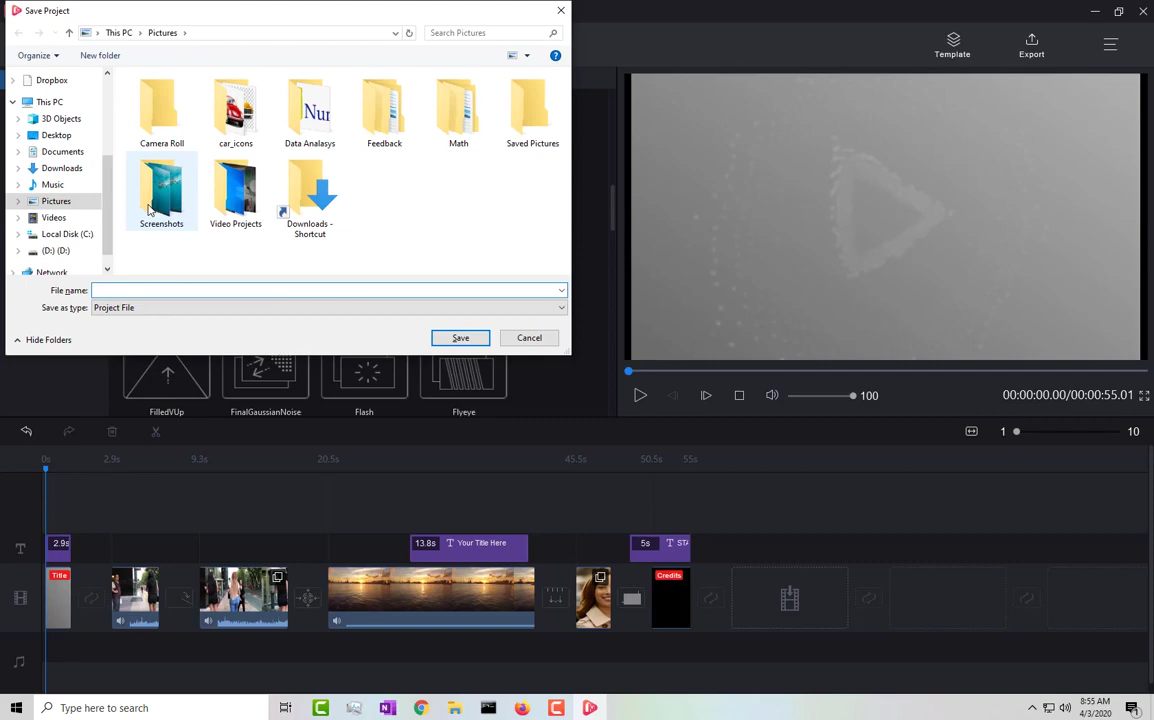 Save Project
This PC
Pictures
Search Pictures
Template
Export
Organize
New folder
Dropbox
This PC
3D Objects
Desktop
Documents
Downloads
Music
Pictures
Videos
Local Disk (C:)
(D:) (D:)
Network
Camera Roll
car_icons
Data Analasys
Feedback
Math
Saved Pictures
Screenshots
Video Projects
Downloads -
Shortcut
File name:
Save as type: Project File
Hide Folders
Save
Cancel
FilledVUp
FinalGaussianNoise
Flash
Flyeye
100
00:00:00.00/00:00:55.01
1
10
0s
2.9s
9.3s
20.5s
45.5s
50.5s
55s
2.9s
13.8s
T Your Title Here
5s
T STA
T
Title
Credits
Type here to search
8:55 AM
4/3/2020